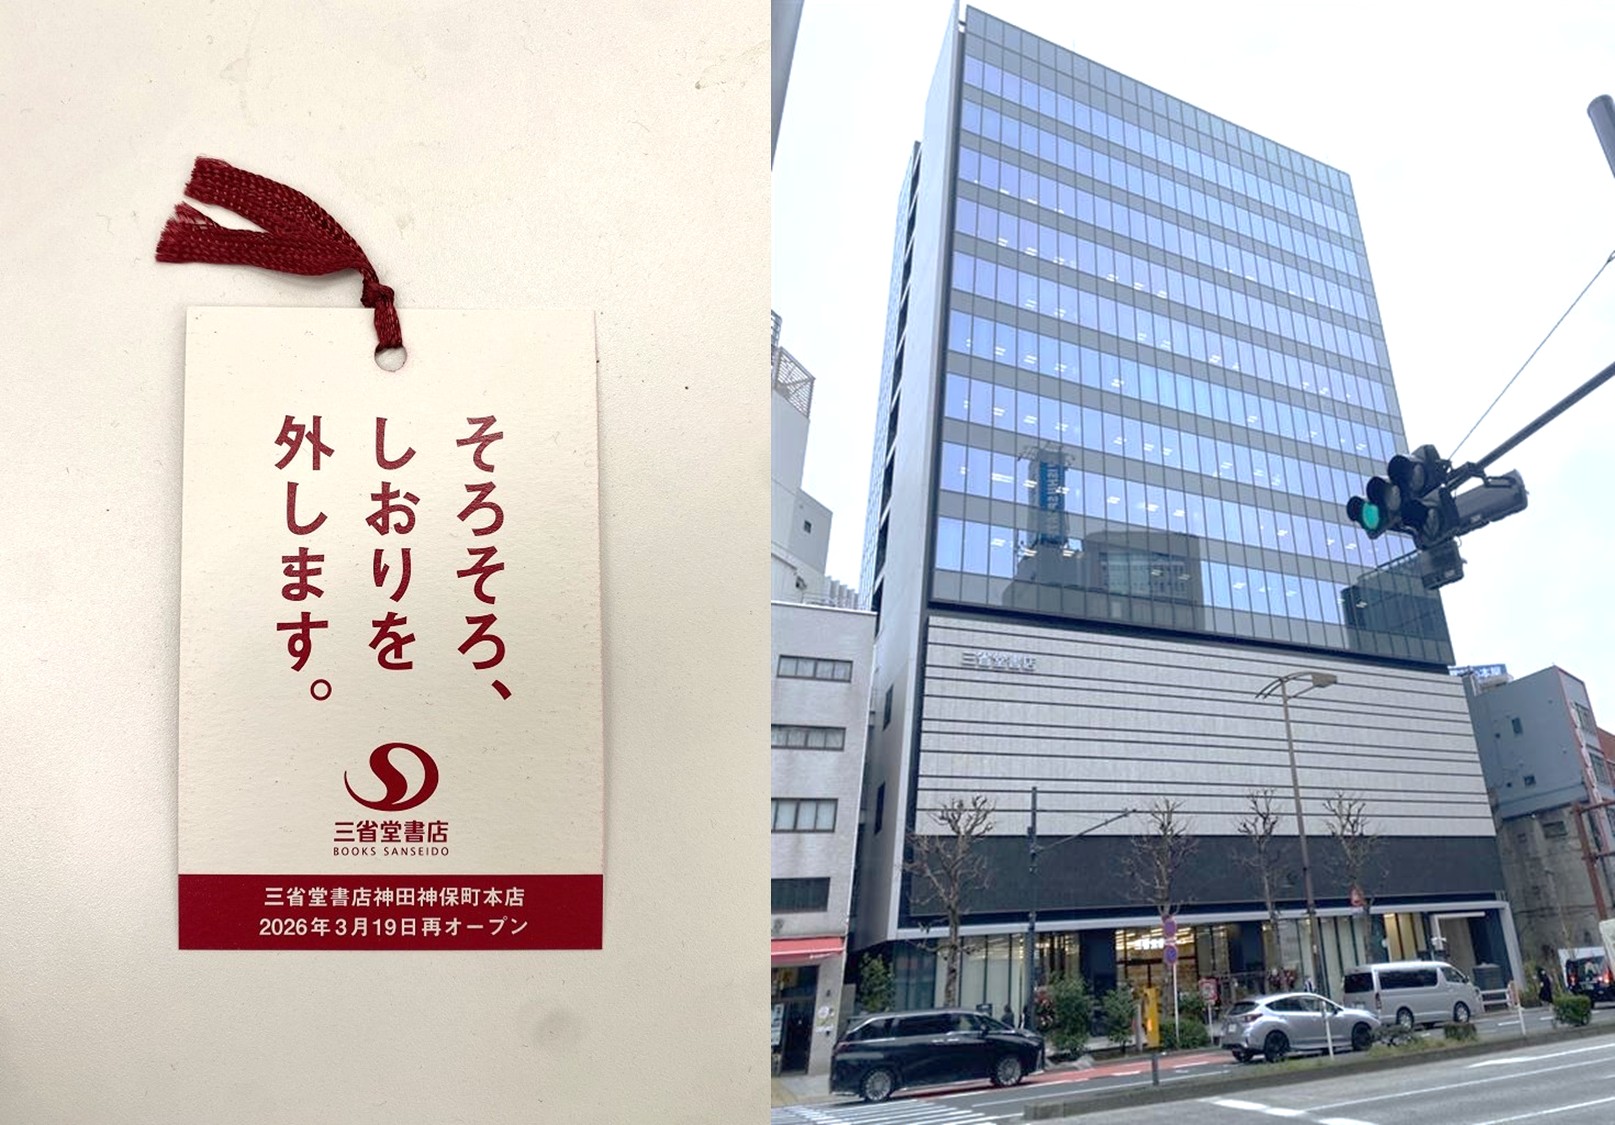 そろそろ、
しおりを
外します。
三省堂書店
BOOKS SANSEIDO
三省堂書店神田神保町本店
2026年3月19日再オープン
三省堂書店